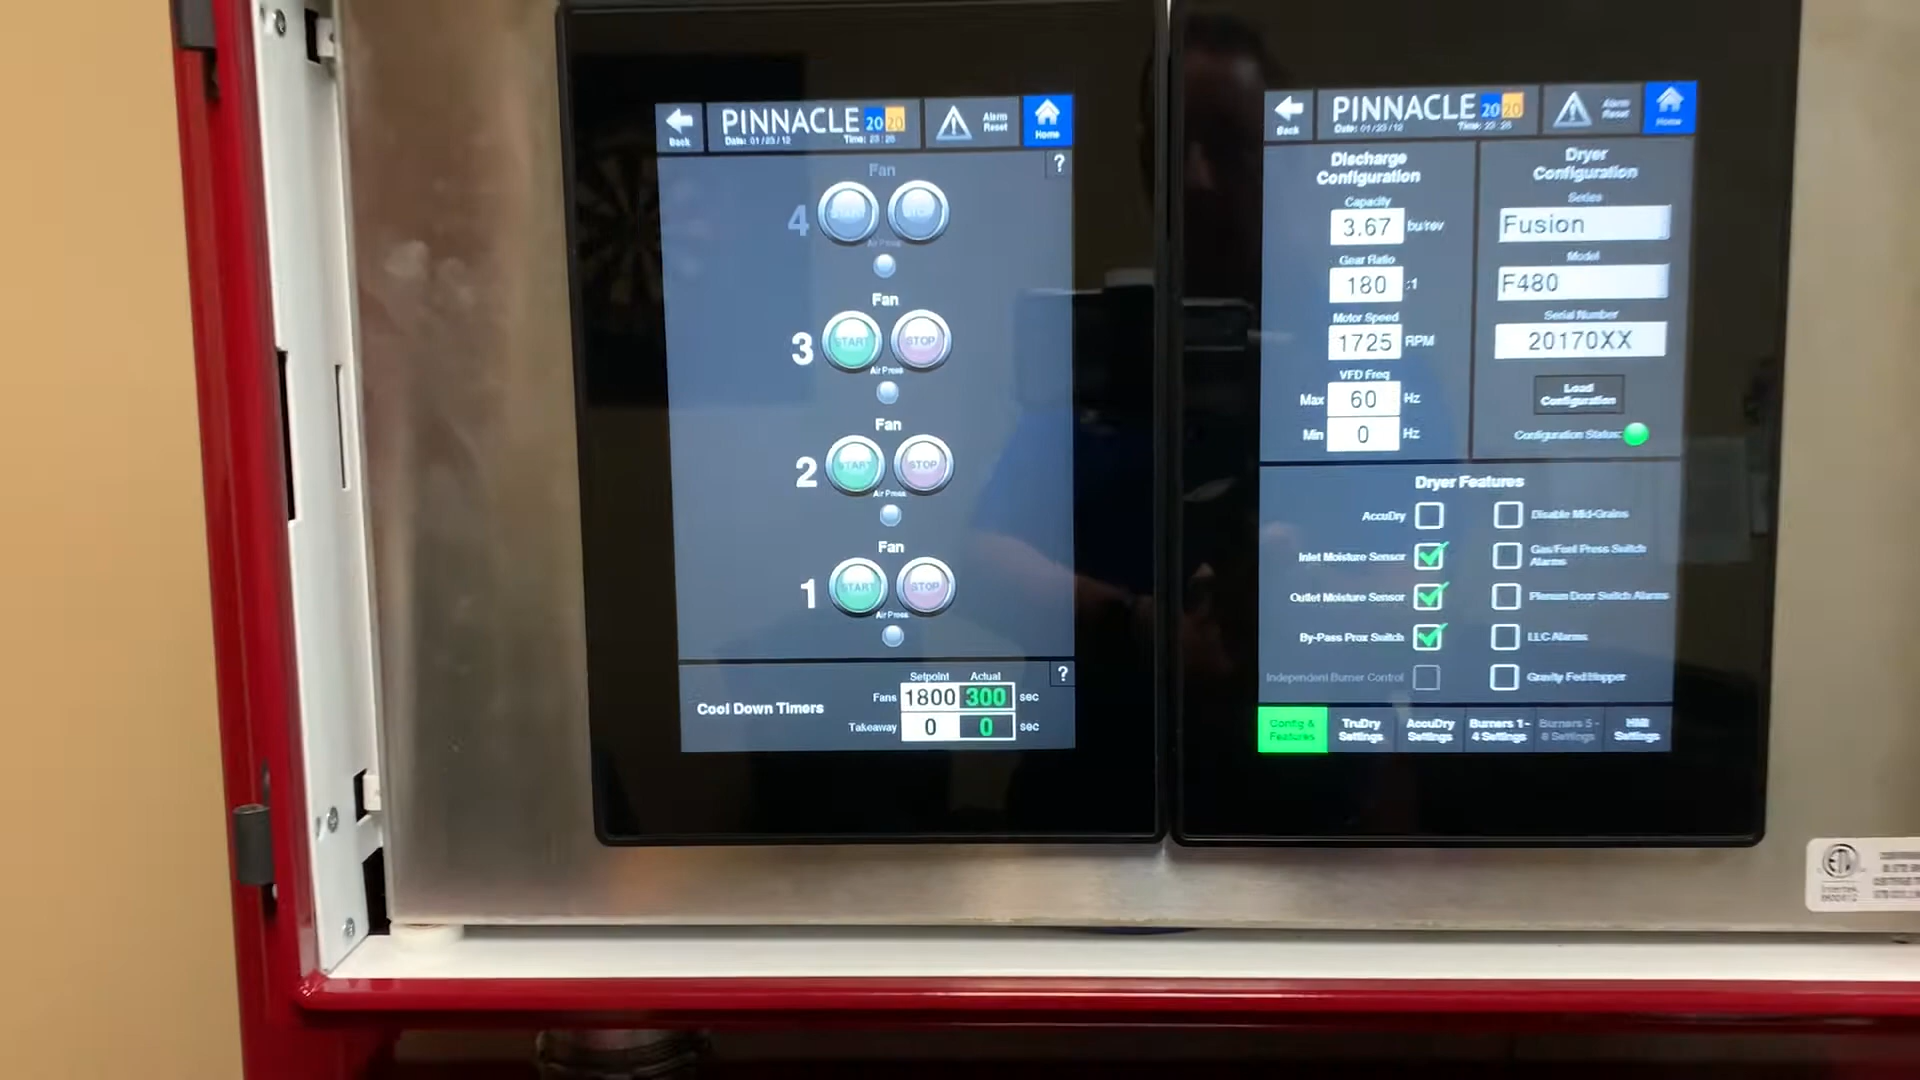 Back
PINNACLE 2020
Date: 01/23/12 Time: 23:25
Alarm Reset
Home
?
Fan
4 START STOP
Air Press
Fan
3 START STOP
Air Press
Fan
2 START STOP
Air Press
Fan
1 START STOP
Air Press
?
Setpoint Actual
Cool Down Timers
Fans 1800 300 sec
Takeaway 0 0 sec
Back
PINNACLE 2020
Date: 01/23/12 Time: 23:25
Alarm Reset
Home
Discharge
Configuration
Capacity
3.67 bu/rev
Gear Ratio
180 :1
Motor Speed
1725 RPM
VFD Freq
Max 60 Hz
Min 0 Hz
Dryer
Configuration
Series
Fusion
Model
F480
Serial Number
20170XX
Load
Configuration
Configuration Status:
Dryer Features
AccuDry
Inlet Moisture Sensor
Outlet Moisture Sensor
By-Pass Prox Switch
Independent Burner Control
Disable Mid-Grains
Gas/Fuel Press Switch
Alarms
Plenum Door Switch Alarms
LLC Alarms
Gravity Fed Hopper
Config &
Features
TruDry
Settings
AccuDry
Settings
Burners 1-
4 Settings
Burners 5-
8 Settings
HMI
Settings
ETL
Intertek